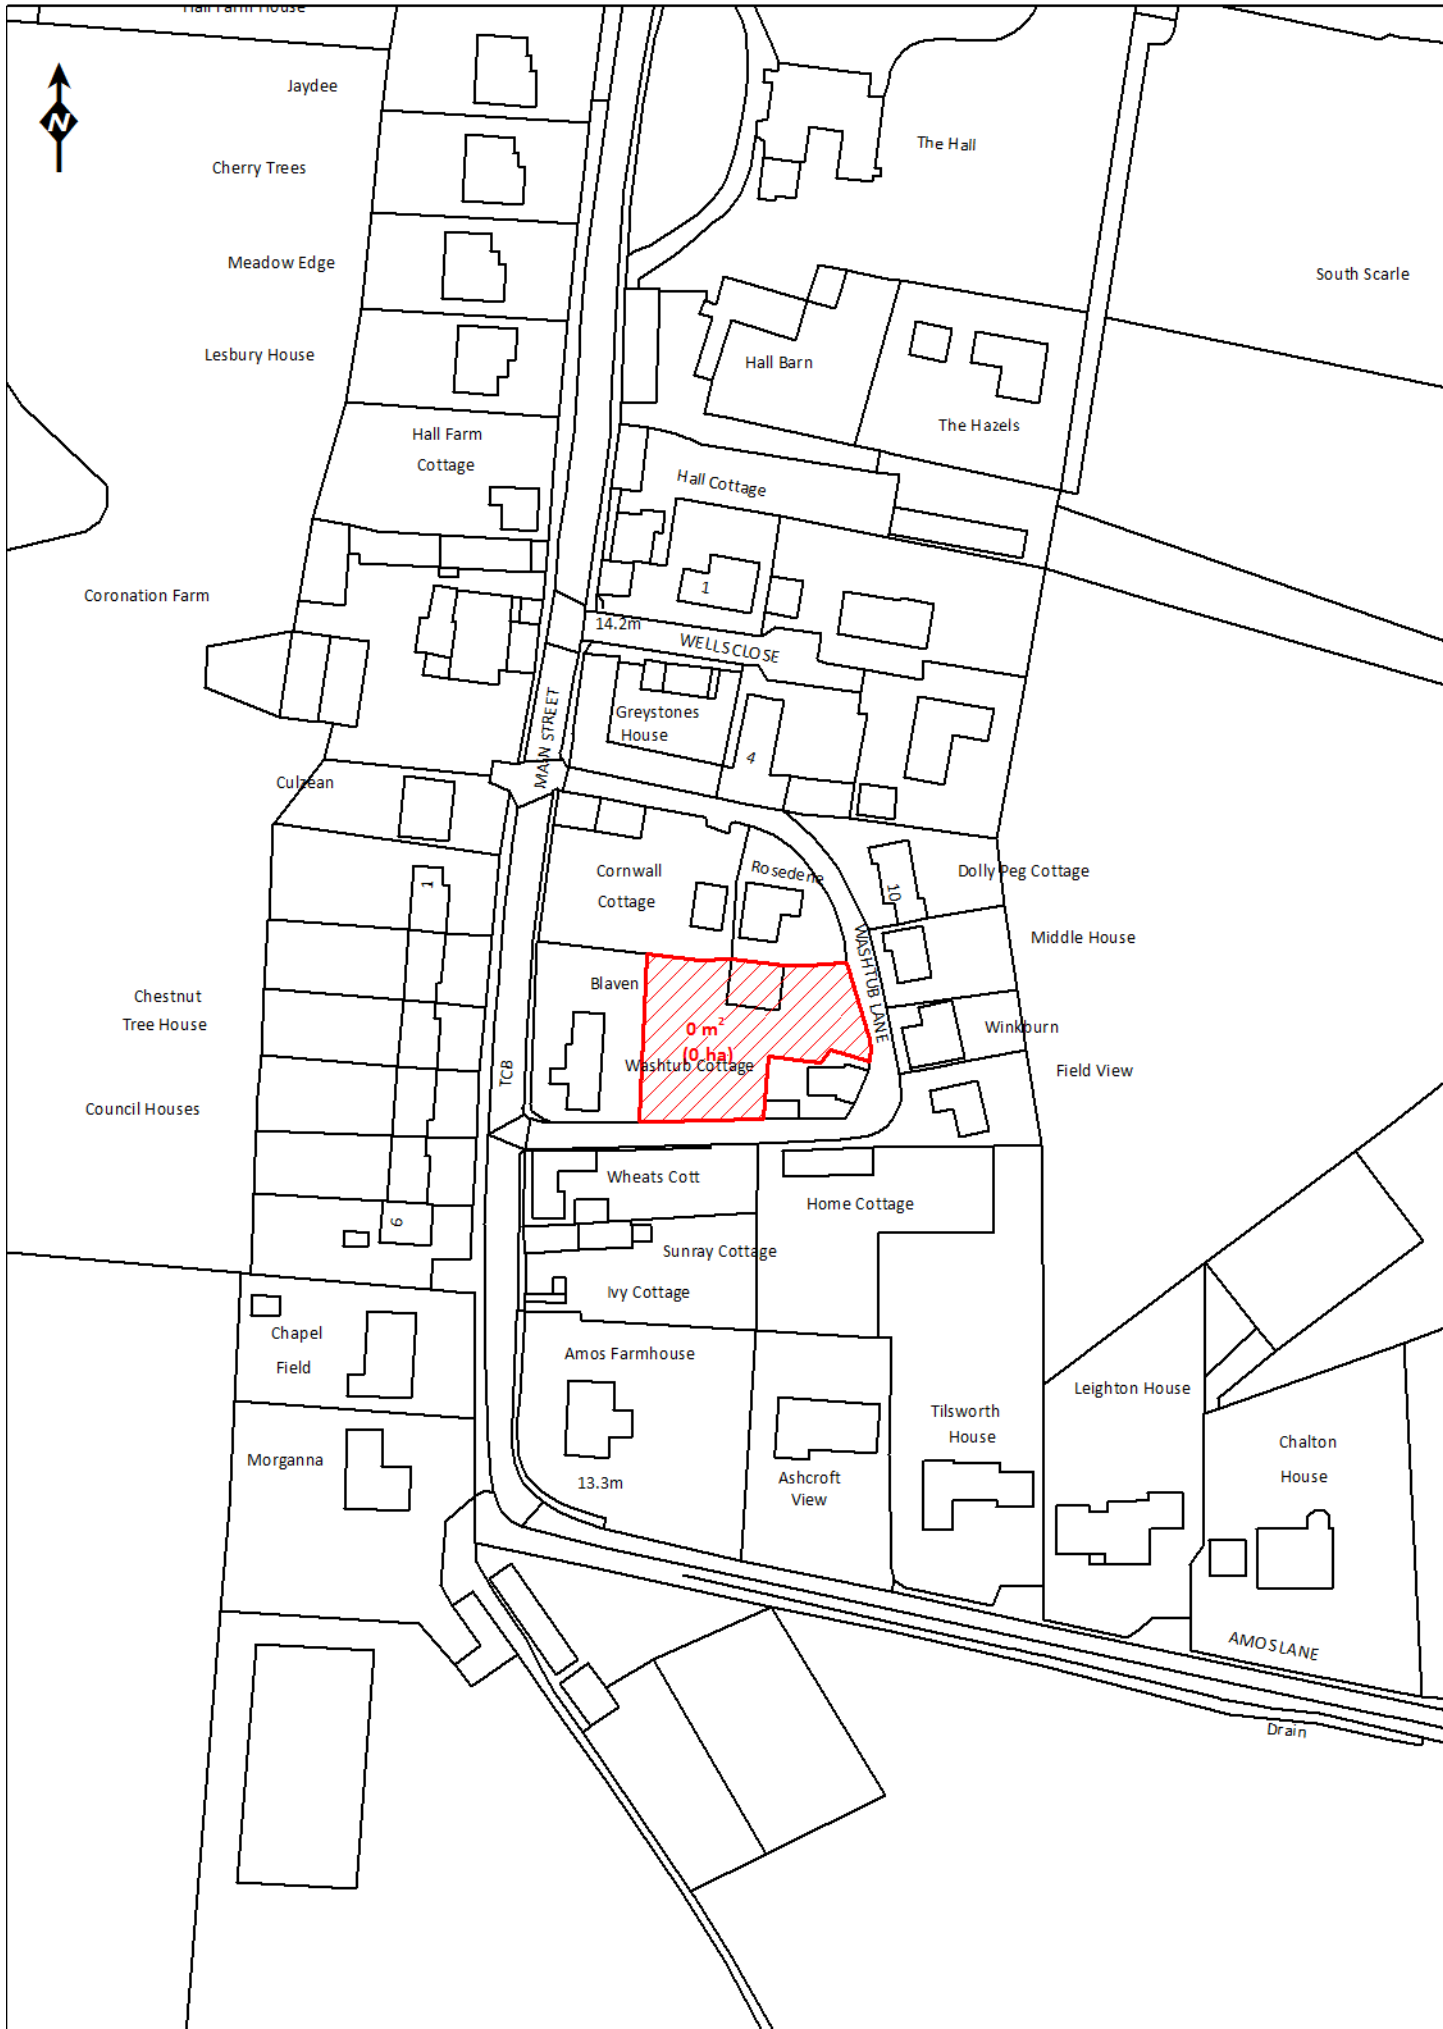 Hall Farm House
Jaydee
N
The Hall
Cherry Trees
Meadow Edge
South Scarle
Lesbury House
Hall Barn
The Hazels
Hall Farm
Cottage
Hall Cottage
1
Coronation Farm
14.2m
WELLS CLOSE
MAIN STREET
Greystones
House
4
Culzean
Cornwall
Cottage
Rosedene
1
10
Dolly Peg Cottage
Middle House
WASHTUB LANE
Blaven
Chestnut
Tree House
0 m²
(0 ha)
Washtub Cottage
Winkburn
Field View
TCB
Council Houses
Wheats Cott
Home Cottage
6
Sunray Cottage
Ivy Cottage
Chapel
Field
Amos Farmhouse
Leighton House
Tilsworth
House
Morganna
13.3m
Ashcroft
View
Chalton
House
AMOS LANE
Drain